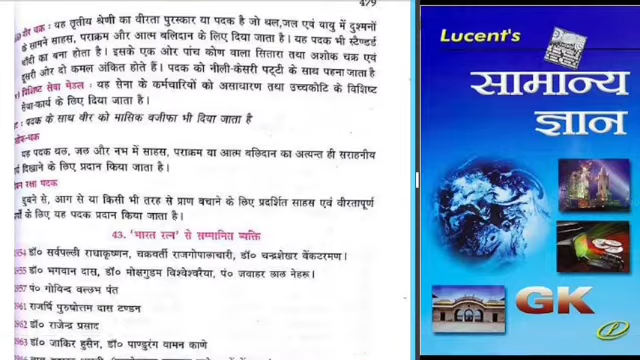 479
वीर चक्र : यह तृतीय श्रेणी का वीरता पुरस्कार या पदक है जो थल,जल एवं वायु में दुश्मनों
के सामने साहस, पराक्रम और आत्म बलिदान के लिए दिया जाता है। यह पदक भी स्टैण्डर्ड
चाँदी का बना होता है। इसके एक ओर पांच कोण वाला सितारा तथा अशोक चक्र एवं
दूसरी ओर दो कमल अंकित होते हैं। पदक को नीली-केसरी पट्टी के साथ पहना जाता है
विशिष्ट सेवा मेडल : यह सेना के कर्मचारियों को असाधारण तथा उच्चकोटि के विशिष्ट
सेवा-कार्य के लिए दिया जाता है।
पदक के साथ वीर को मासिक वजीफा भी दिया जाता है
यह पदक थल, जल और नभ में साहस, पराक्रम या आत्म बलिदान का अत्यन्त ही सराहनीय
दिखाने के लिए प्रदान किया जाता है।
रक्षा पदक
डूबने से, आग से या किसी भी तरह से प्राण बचाने के लिए प्रदर्शित साहस एवं वीरतापूर्ण
के लिए यह पदक प्रदान किया जाता है।
43. 'भारत रत्न' से सम्मानित व्यक्ति
1954 डॉ० सर्वपल्ली राधाकृष्णन, चक्रवर्ती राजगोपालाचारी, डॉ० चन्द्रशेखर वेंकटरमण।
1955 डॉ० भगवान दास, डॉ० मोक्षगुडम विश्वेश्वरैया, पं० जवाहर लाल नेहरू।
1957 पं० गोविन्द वल्लभ पंत
1961 राजर्षि पुरुषोत्तम दास टण्डन
1962 डॉ० राजेन्द्र प्रसाद
1963 डॉ० जाकिर हुसैन, डॉ० पाण्डुरंग वामन काणे
Lucent's
सामान्य
ज्ञान
GK